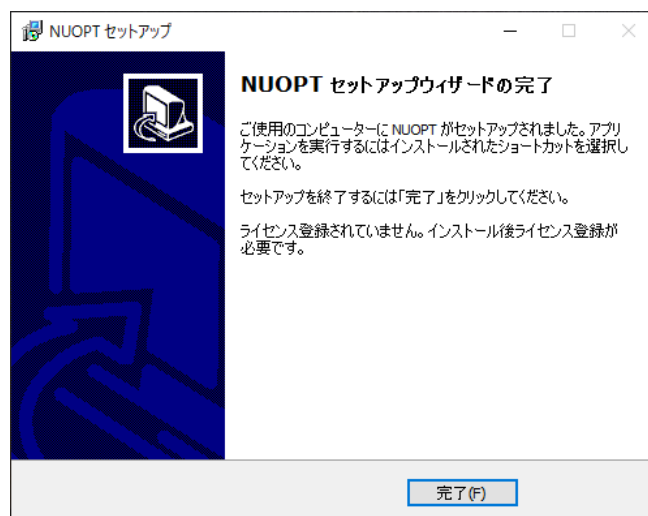 NUOPT セットアップ
NUOPT セットアップウィザードの完了
ご使用のコンピューターに NUOPT がセットアップされました。アプリ
ケーションを実行するにはインストールされたショートカットを選択し
てください。
セットアップを終了するには「完了」をクリックしてください。
ライセンス登録されていません。インストール後ライセンス登録が
必要です。
完了(F)